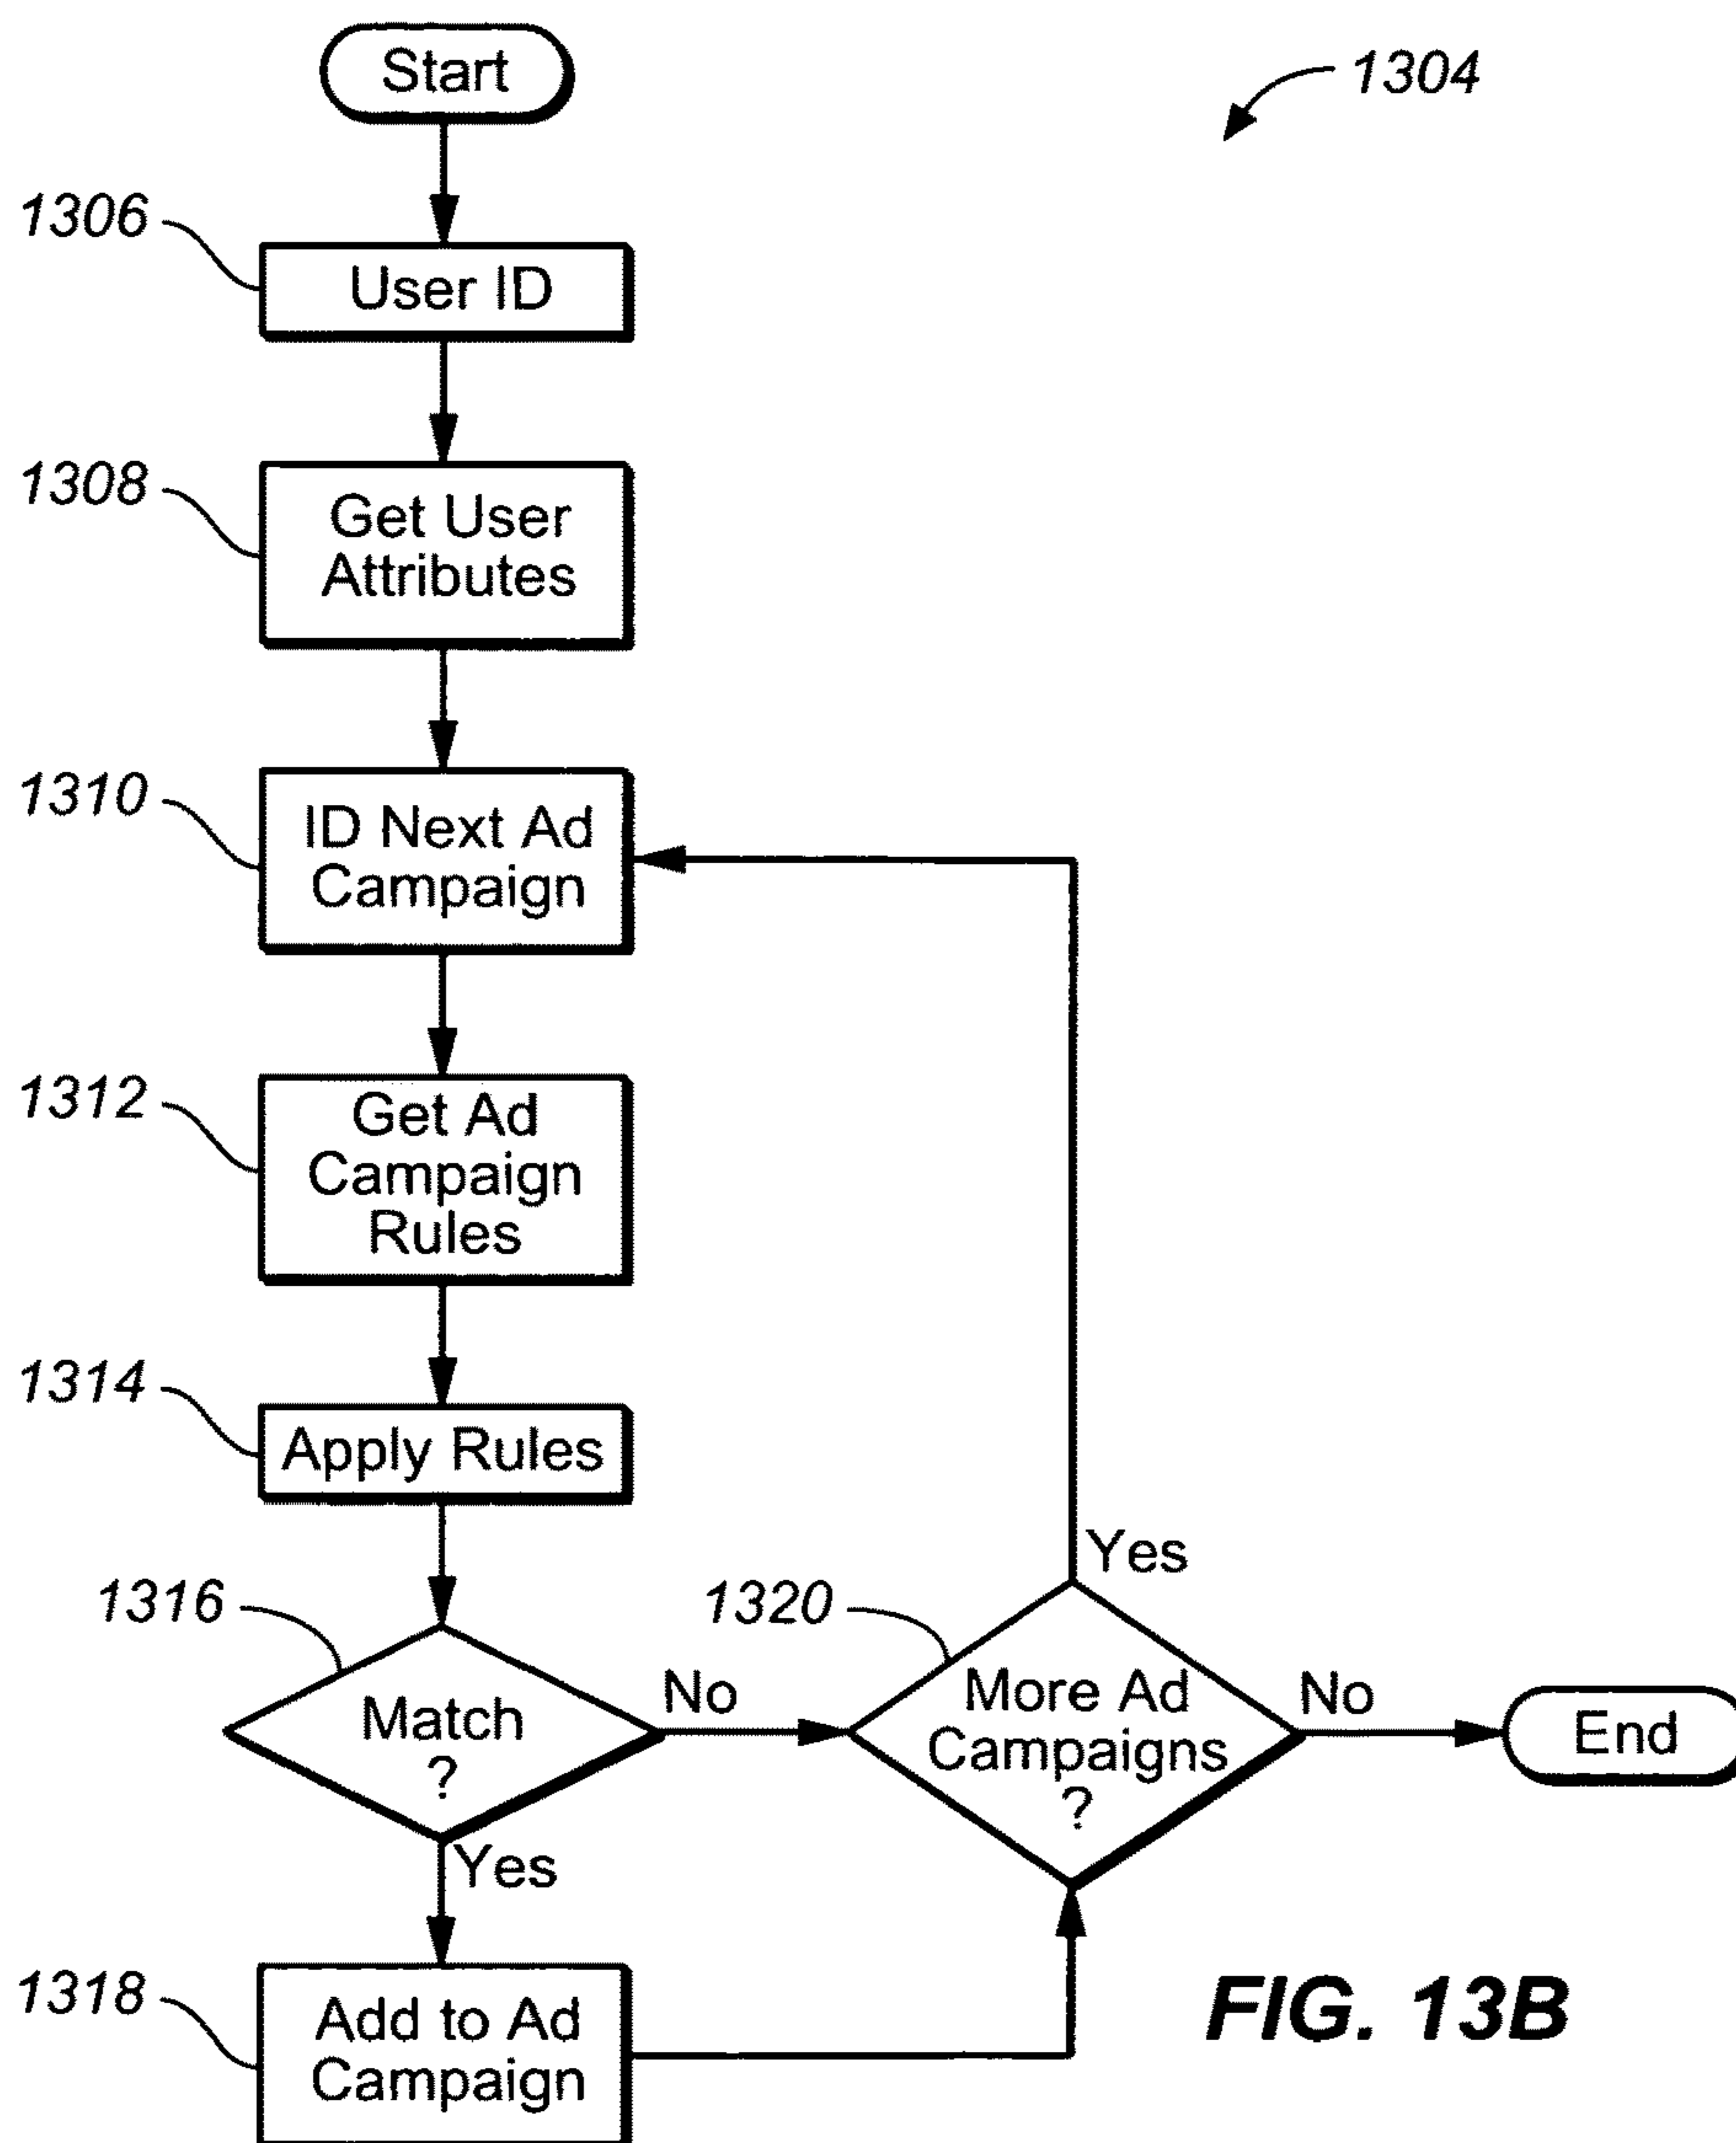 Start
1304
1306
User ID
1308
Get User
Attributes
1310
ID Next Ad
Campaign
1312
Get Ad
Campaign
Rules
1314
Apply Rules
1316
Match
?
No
Yes
1320
More Ad
Campaigns
?
Yes
No
End
1318
Add to Ad
Campaign
FIG. 13B